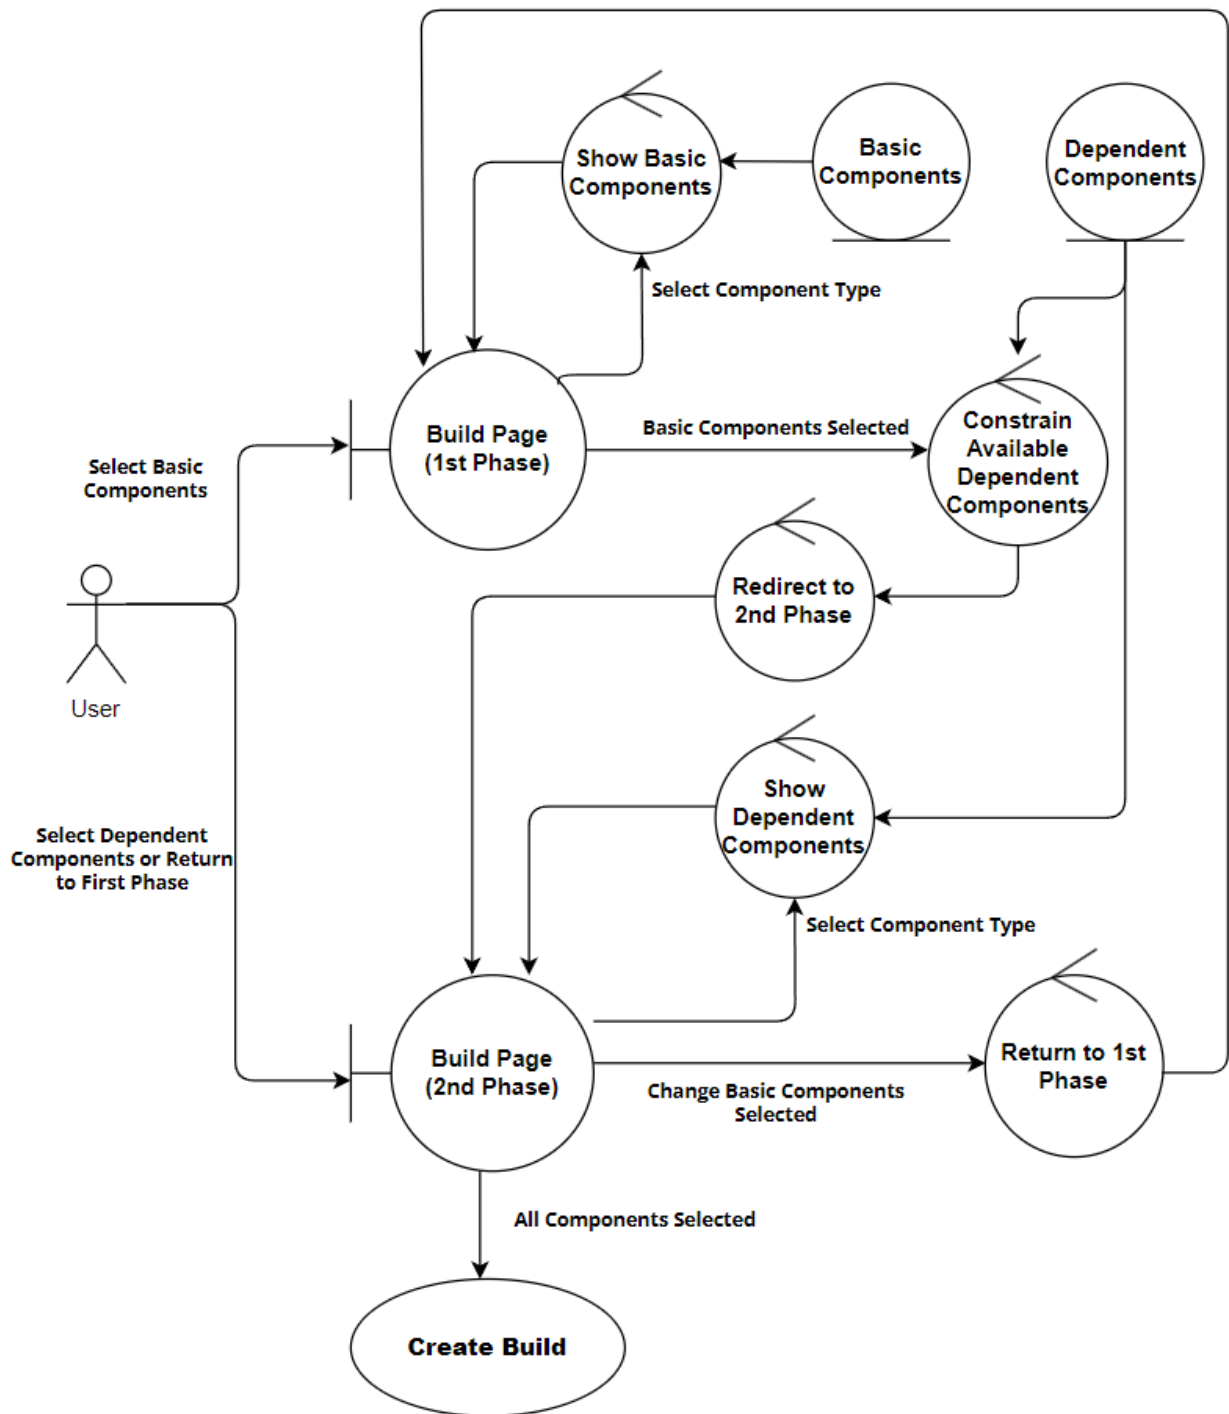 Show Basic
Components
Basic
Components
Dependent
Components
Select Component Type
Build Page
(1st Phase)
Basic Components Selected
Constrain
Available
Dependent
Components
Select Basic
Components
Redirect to
2nd Phase
User
Show
Dependent
Components
Select Dependent
Components or Return
to First Phase
Select Component Type
Build Page
(2nd Phase)
Change Basic Components
Selected
Return to 1st
Phase
All Components Selected
Create Build